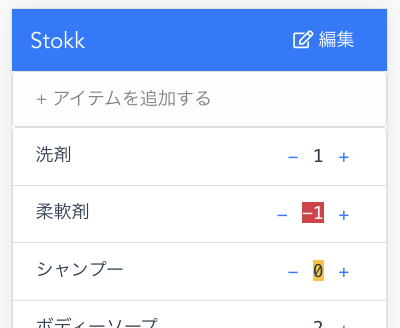 Stokk 編集
+ アイテムを追加する
洗剤 − 1 +
柔軟剤 − −1 +
シャンプー − 0 +
ボディーソープ 2 +